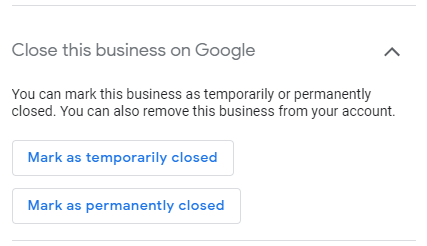 Close this business on Google
You can mark this business as temporarily or permanently
closed. You can also remove this business from your account.
Mark as temporarily closed
Mark as permanently closed